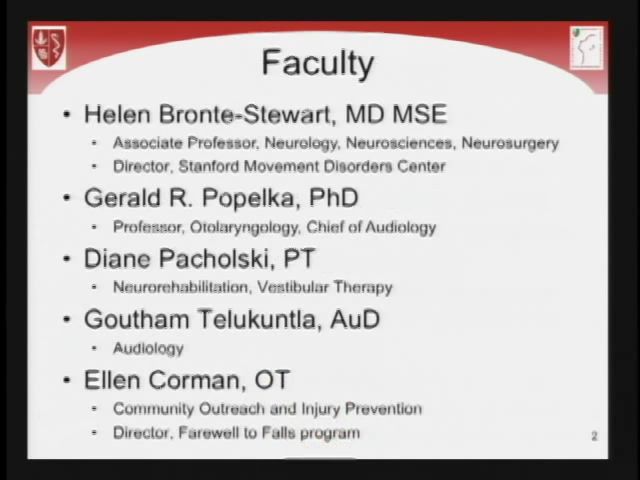 Faculty
• Helen Bronte-Stewart, MD MSE
• Associate Professor, Neurology, Neurosciences, Neurosurgery
• Director, Stanford Movement Disorders Center
• Gerald R. Popelka, PhD
• Professor, Otolaryngology, Chief of Audiology
• Diane Pacholski, PT
• Neurorehabilitation, Vestibular Therapy
• Goutham Telukuntla, AuD
• Audiology
• Ellen Corman, OT
• Community Outreach and Injury Prevention
• Director, Farewell to Falls program
2